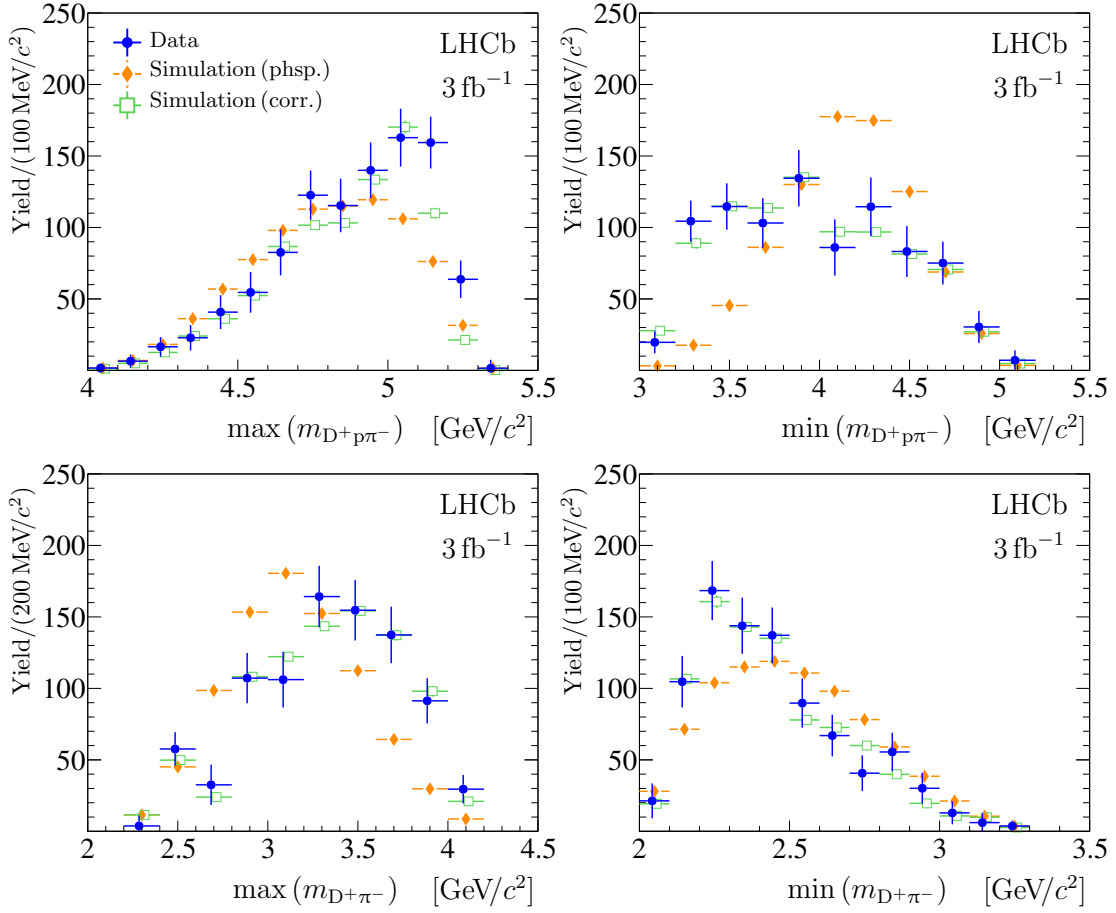 250
200
150
100
50
Yield/(100 MeV/c²)
Data
Simulation (phsp.)
Simulation (corr.)
LHCb
3 fb⁻¹
4 4.5 5 5.5
max (m_{D⁺pπ⁻}) [GeV/c²]
250
200
150
100
50
Yield/(100 MeV/c²)
LHCb
3 fb⁻¹
3 3.5 4 4.5 5 5.5
min (m_{D⁺pπ⁻}) [GeV/c²]
250
200
150
100
50
Yield/(200 MeV/c²)
LHCb
3 fb⁻¹
2 2.5 3 3.5 4 4.5
max (m_{D⁺π⁻}) [GeV/c²]
250
200
150
100
50
Yield/(100 MeV/c²)
LHCb
3 fb⁻¹
2 2.5 3 3.5
min (m_{D⁺π⁻}) [GeV/c²]